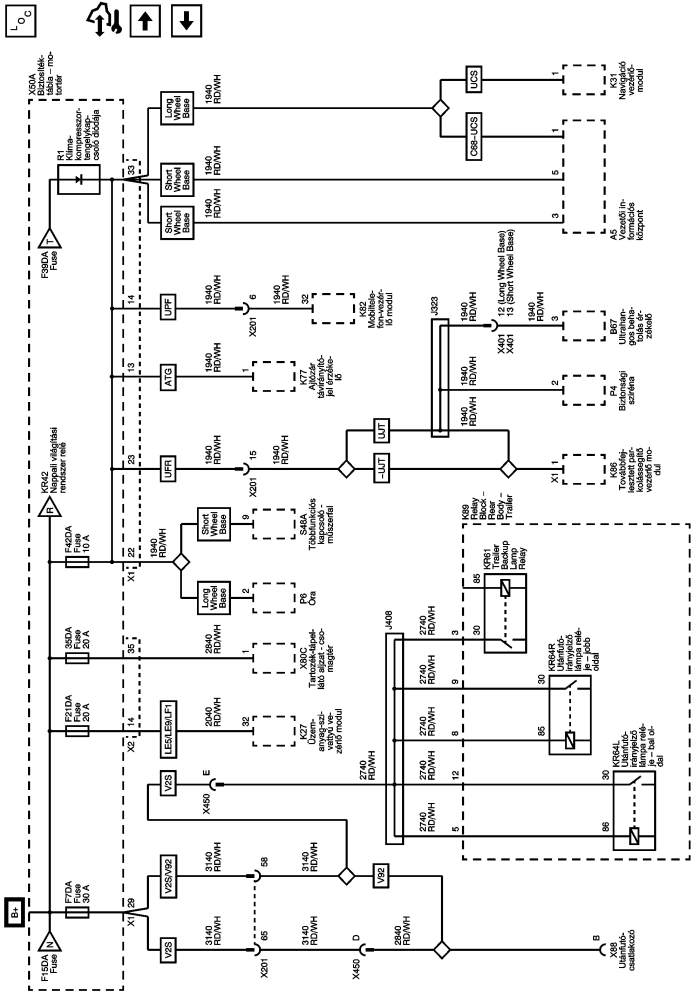 L O C
B+
X50A
Biztosíték-
tábla – mo-
tortér
F15DA
Fuse
N
F7DA
Fuse
30 A
F21DA
Fuse
20 A
35DA
Fuse
20 A
F42DA
Fuse
10 A
KR42
Nappali világítási
rendszer relé
R
F39DA
Fuse
T
R1
Klíma-
kompresszor-
tengelykap-
csoló diódája
X1
29
X2
14
35
X1
22
23
13
14
33
V2S
V2S/V92
3140
RD/WH
3140
RD/WH
X201
65
58
3140
RD/WH
3140
RD/WH
X450
D
2840
RD/WH
V92
B
X88
Utánfutó-
csatlakozó
V2S
X450
E
2740
RD/WH
J408
2740
RD/WH
2740
RD/WH
2740
RD/WH
2740
RD/WH
2740
RD/WH
5
12
8
9
3
K89
Relay
Block –
Rear
Body –
Trailer
86
30
KR64L
Utánfutó-
irányjelző
lámpa relé-
je – bal ol-
dal
85
30
KR64R
Utánfutó-
irányjelző
lámpa relé-
je – jobb
oldal
30
85
KR61
Trailer
Backup
Lamp
Relay
LE5/LE9/LF1
2040
RD/WH
32
K27
Üzem-
anyag-szi-
vattyú ve-
zérlő modul
2840
RD/WH
1
X80C
Tartozék-tápel-
látó aljzat - cso-
magtér
1940
RD/WH
Long
Wheel
Base
2
P6
Óra
Short
Wheel
Base
9
S48A
Többfunkciós
kapcsoló -
műszerfal
UFR
1940
RD/WH
X201
15
1940
RD/WH
–UJT
UJT
X1
1
K86
Továbbfej-
lesztett par-
kolássegítő
vezérlő mo-
dul
ATG
1940
RD/WH
1
K77
Ajtózár
távirányító-
jel érzéke-
lő
UPF
1940
RD/WH
X201
6
1940
RD/WH
32
K82
Mobiltele-
fon-vezér-
lő modul
J323
1940
RD/WH
1940
RD/WH
1940
RD/WH
2
P4
Biztonsági
sziréna
X401
X401
12 (Long Wheel Base)
13 (Short Wheel Base)
1940
RD/WH
3
B67
Ultrahan-
gos beha-
tolás ér-
zékelő
Short
Wheel
Base
1940
RD/WH
3
Short
Wheel
Base
1940
RD/WH
5
Long
Wheel
Base
1940
RD/WH
C68–UCS
1
A5
Vezetői in-
formációs
központ
UCS
1
K31
Navigáció
vezérlő-
modul